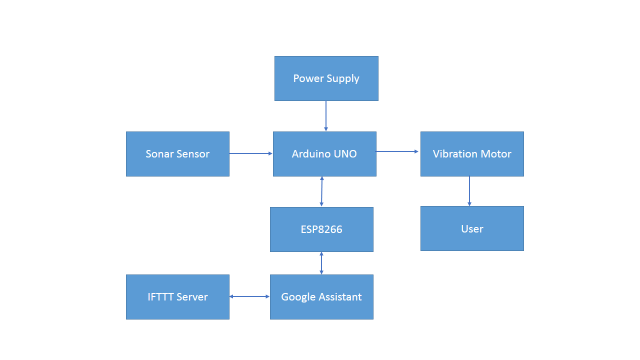 Power Supply
Sonar Sensor
Arduino UNO
Vibration Motor
ESP8266
User
IFTTT Server
Google Assistant